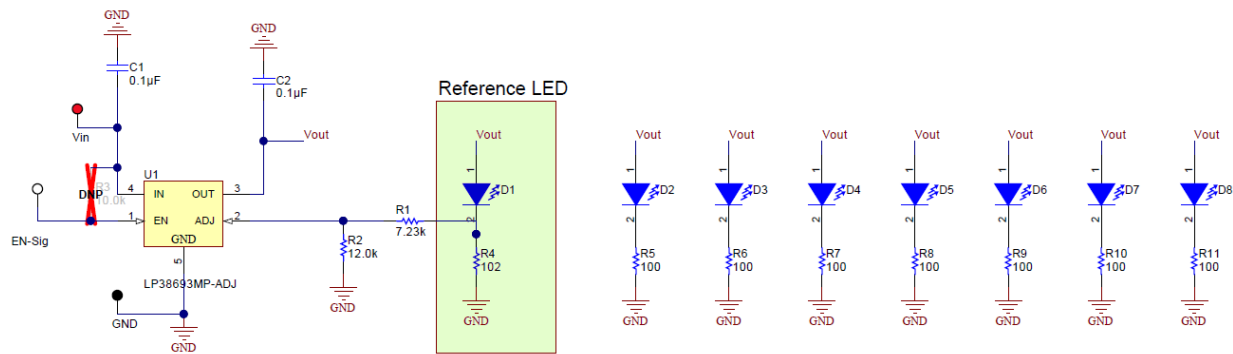 GND
C1
0.1µF
Vin
DNP
R3
10.0k
EN-Sig
GND
C2
0.1µF
Vout
U1
4
IN
OUT
3
1
EN
ADJ
2
GND
5
LP38693MP-ADJ
GND
GND
R1
7.23k
R2
12.0k
GND
Reference LED
Vout
1
D1
2
R4
102
GND
Vout
1
D2
2
R5
100
GND
Vout
1
D3
2
R6
100
GND
Vout
1
D4
2
R7
100
GND
Vout
1
D5
2
R8
100
GND
Vout
1
D6
2
R9
100
GND
Vout
1
D7
2
R10
100
GND
Vout
1
D8
2
R11
100
GND